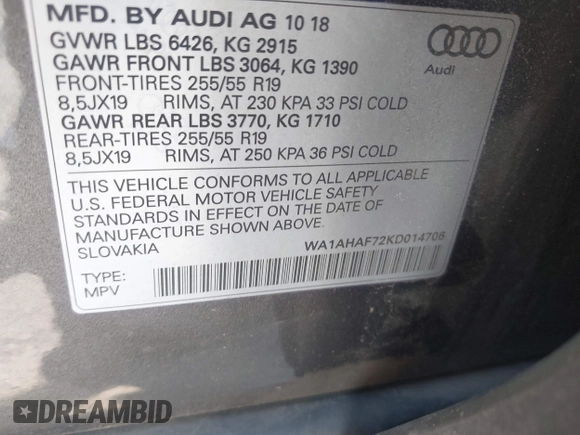 MFD. BY AUDI AG 10 18
GVWR LBS 6426, KG 2915
GAWR FRONT LBS 3064, KG 1390
FRONT-TIRES 255/55 R19
8,5JX19 RIMS, AT 230 KPA 33 PSI COLD
GAWR REAR LBS 3770, KG 1710
REAR-TIRES 255/55 R19
8,5JX19 RIMS, AT 250 KPA 36 PSI COLD
Audi
THIS VEHICLE CONFORMS TO ALL APPLICABLE
U.S. FEDERAL MOTOR VEHICLE SAFETY
STANDARDS IN EFFECT ON THE DATE OF
MANUFACTURE SHOWN ABOVE.
SLOVAKIA
WA1AHAF72KD014706
TYPE:
MPV
DREAMBID